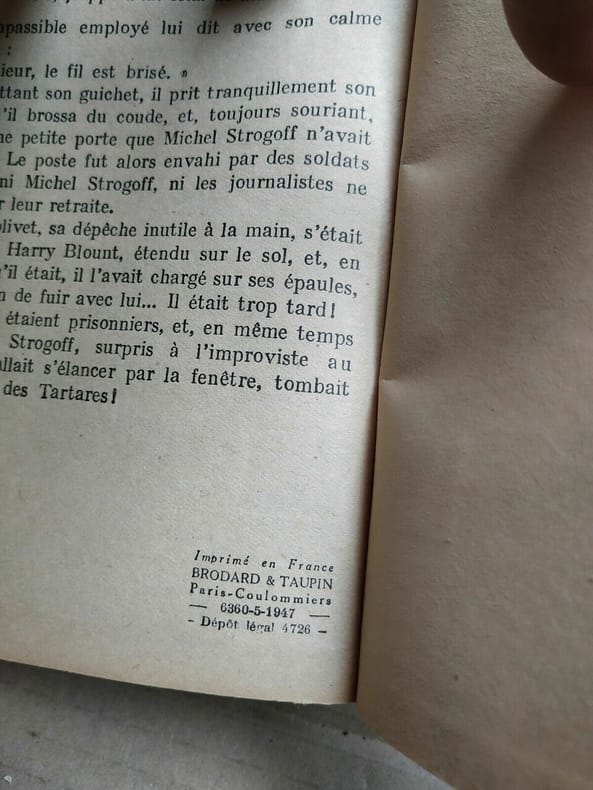 passible employé lui dit avec son calme
:
ieur, le fil est brisé. »
ttant son guichet, il prit tranquillement son
'il brossa du coude, et, toujours souriant,
ne petite porte que Michel Strogoff n'avait
Le poste fut alors envahi par des soldats
ni Michel Strogoff, ni les journalistes ne
r leur retraite.
livet, sa dépêche inutile à la main, s'était
Harry Blount, étendu sur le sol, et, en
'il était, il l'avait chargé sur ses épaules,
n de fuir avec lui... Il était trop tard!
étaient prisonniers, et, en même temps
Strogoff, surpris à l'improviste au
llait s'élancer par la fenêtre, tombait
des Tartares!
Imprimé en France
BRODARD & TAUPIN
Paris-Coulommiers
— 6360-5-1947 —
- Dépôt légal 4726 -